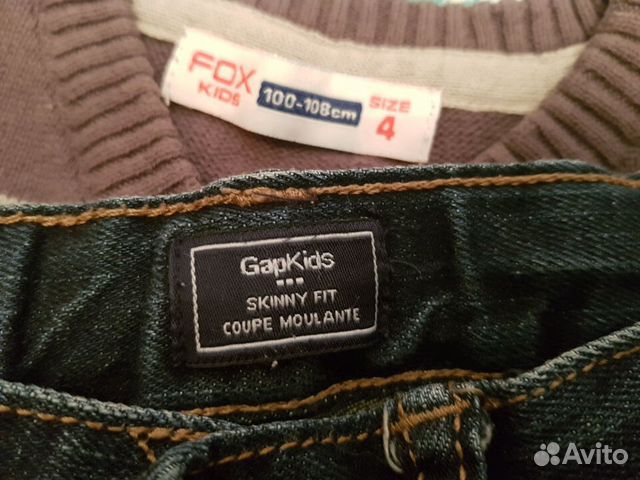 FOX
KIDS
100-108cm
SIZE
4
GapKids
SKINNY FIT
COUPE MOULANTE
Avito